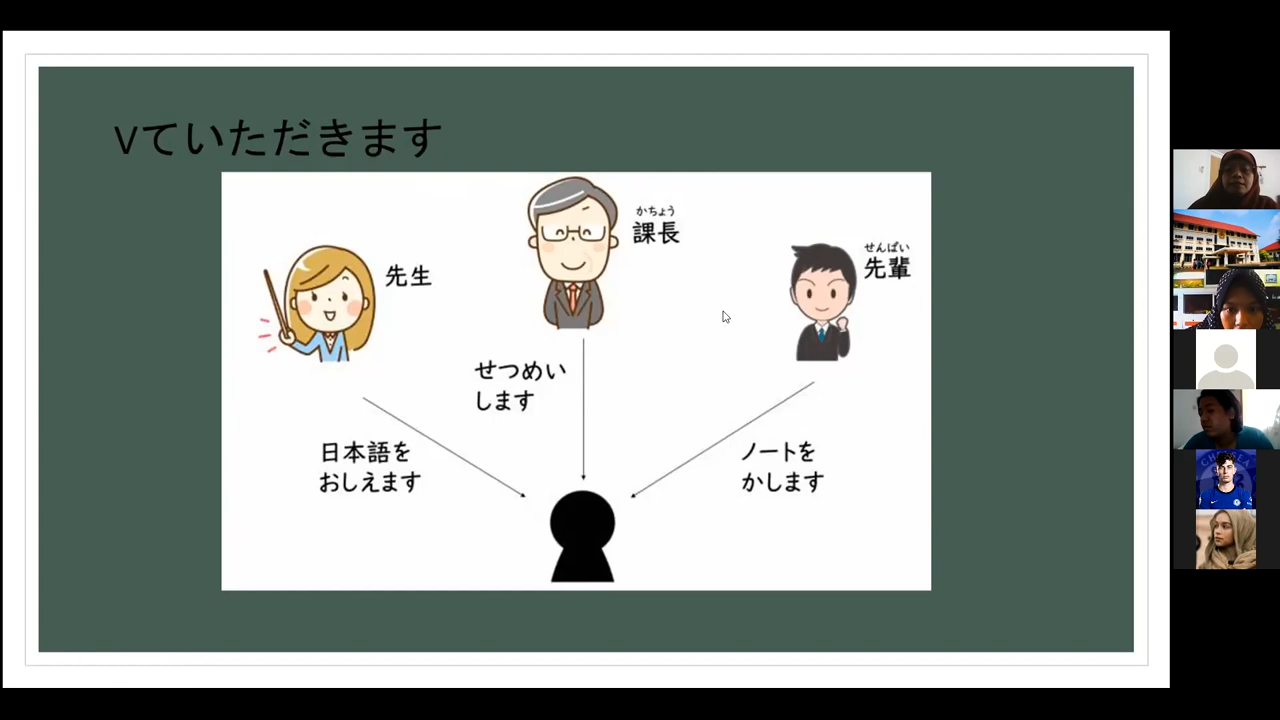 Vていただきます
かちょう
課長
せんぱい
先輩
先生
せつめい
します
日本語を
おしえます
ノートを
かします